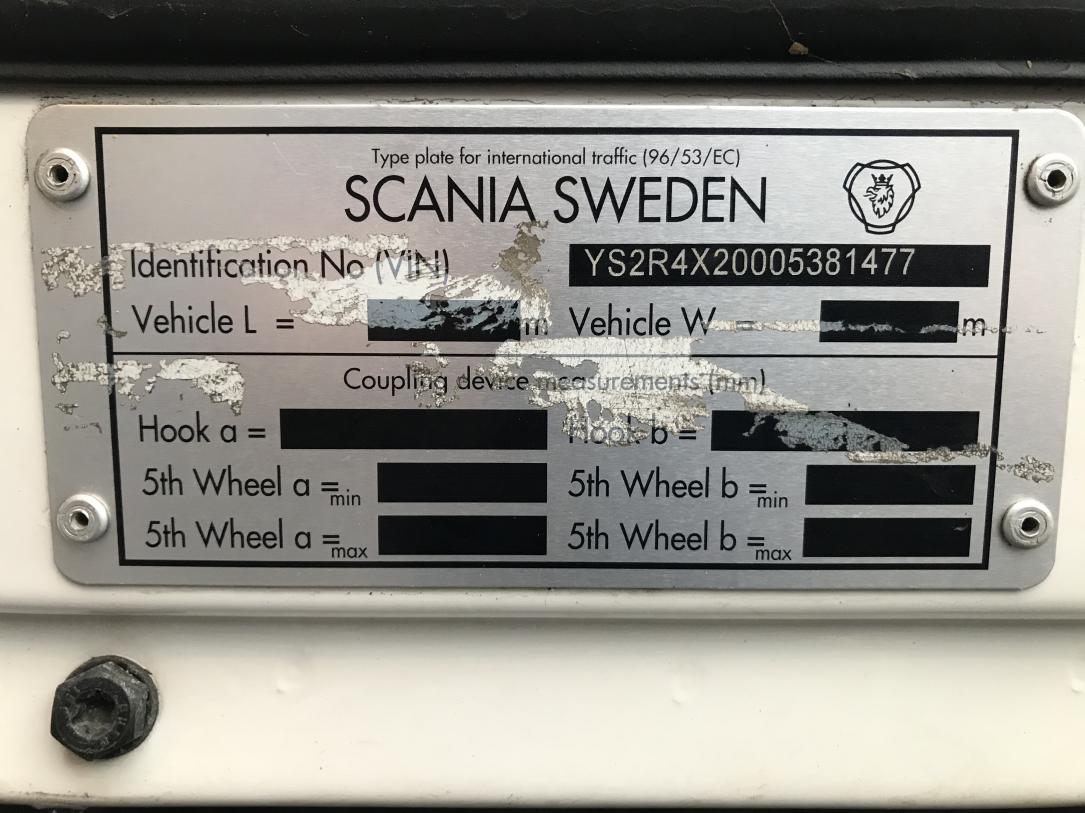 Type plate for international traffic (96/53/EC)
SCANIA SWEDEN
Identification No (VIN) YS2R4X20005381477
Vehicle L = m Vehicle W = m
Coupling device measurements (mm)
Hook a = Hook b =
5th Wheel a =min 5th Wheel b =min
5th Wheel a =max 5th Wheel b =max